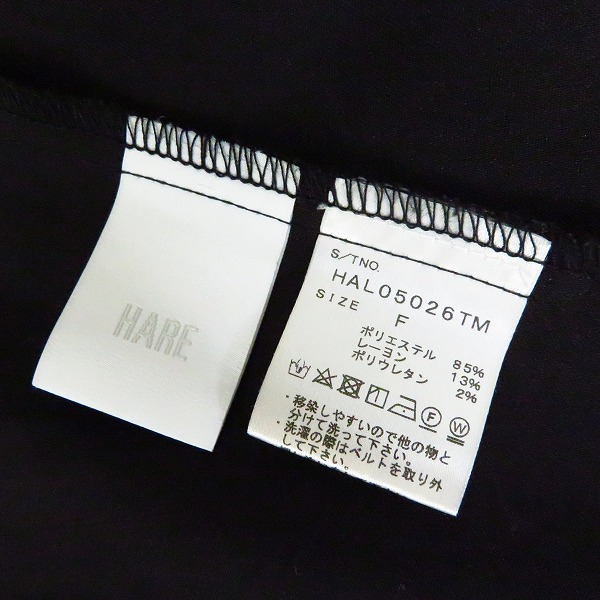 HARE
S/TNO.
HAL05026TM
SIZE F
ポリエステル 85%
レーヨン 13%
ポリウレタン 2%
・移染しやすいので他の物と
分けて洗って下さい。
・洗濯の際はベルトを取り外
して下さい。